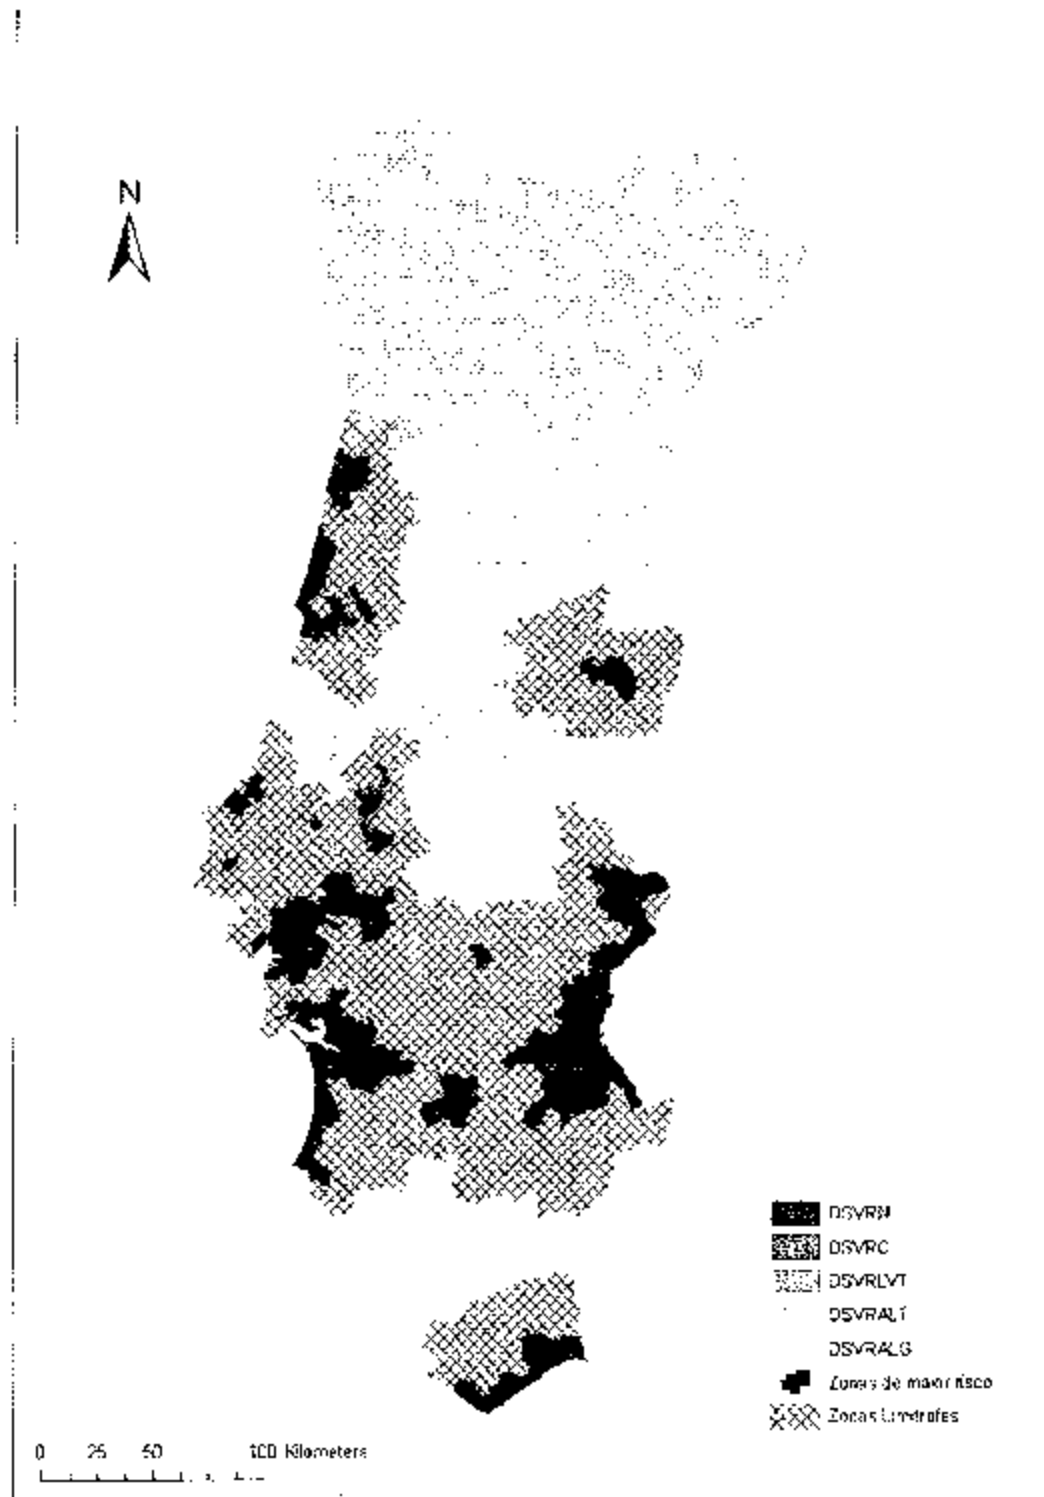 N
DSVRN
DSVRC
DSVRLVT
DSVRALT
DSVRALG
Zonas de maior risco
Zonas Limítrofes
0 25 50 100 Kilometers